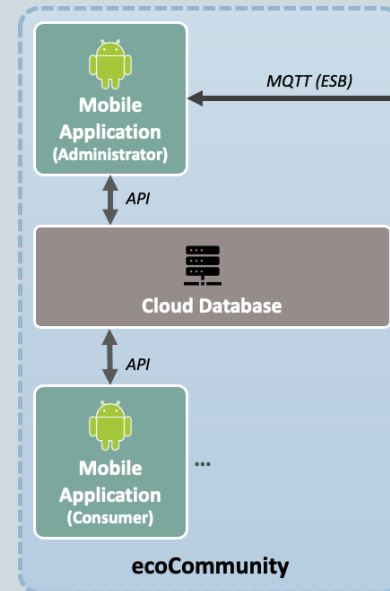 Mobile
Application
(Administrator)
MQTT (ESB)
API
Cloud Database
API
Mobile
Application
(Consumer)
...
ecoCommunity